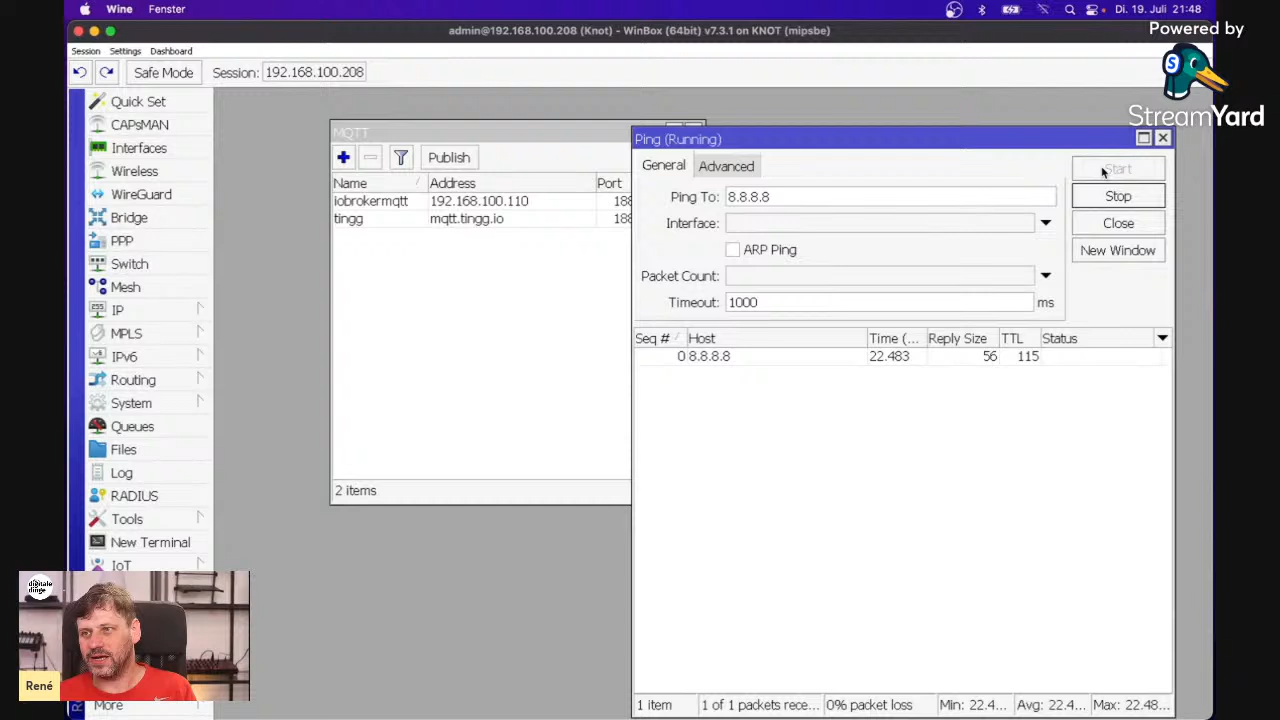 Wine Fenster Di. 19. Juli 21:48
admin@192.168.100.208 (Knot) - WinBox (64bit) v7.3.1 on KNOT (mipsbe)
Powered by
StreamYard
Session Settings Dashboard
Safe Mode Session: 192.168.100.208
Quick Set
CAPsMAN
Interfaces
Wireless
WireGuard
Bridge
PPP
Switch
Mesh
IP
MPLS
IPv6
Routing
System
Queues
Files
Log
RADIUS
Tools
New Terminal
IoT
More
MQTT
Publish
Name Address Port
iobrokermqtt 192.168.100.110 188
tingg mqtt.tingg.io 188
2 items
Ping (Running)
General Advanced
Ping To: 8.8.8.8
Interface:
ARP Ping
Packet Count:
Timeout: 1000 ms
Start
Stop
Close
New Window
Seq # Host Time (... Reply Size TTL Status
0 8.8.8.8 22.483 56 115
1 item 1 of 1 packets rece... 0% packet loss Min: 22.4... Avg: 22.4... Max: 22.48...
digitale
dinge
René